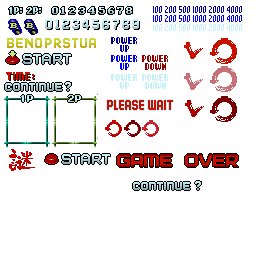 1P: 2P: 0123456789
0123456789
100 200 500 1000 2000 4000
100 200 500 1000 2000 4000
100 200 500 1000 2000 4000
BENOPRSTUA
START
POWER UP
POWER UP POWER DOWN
POWER UP POWER DOWN
TIME:
CONTINUE?
1P 2P
PLEASE WAIT
謎 START GAME OVER
CONTINUE ?